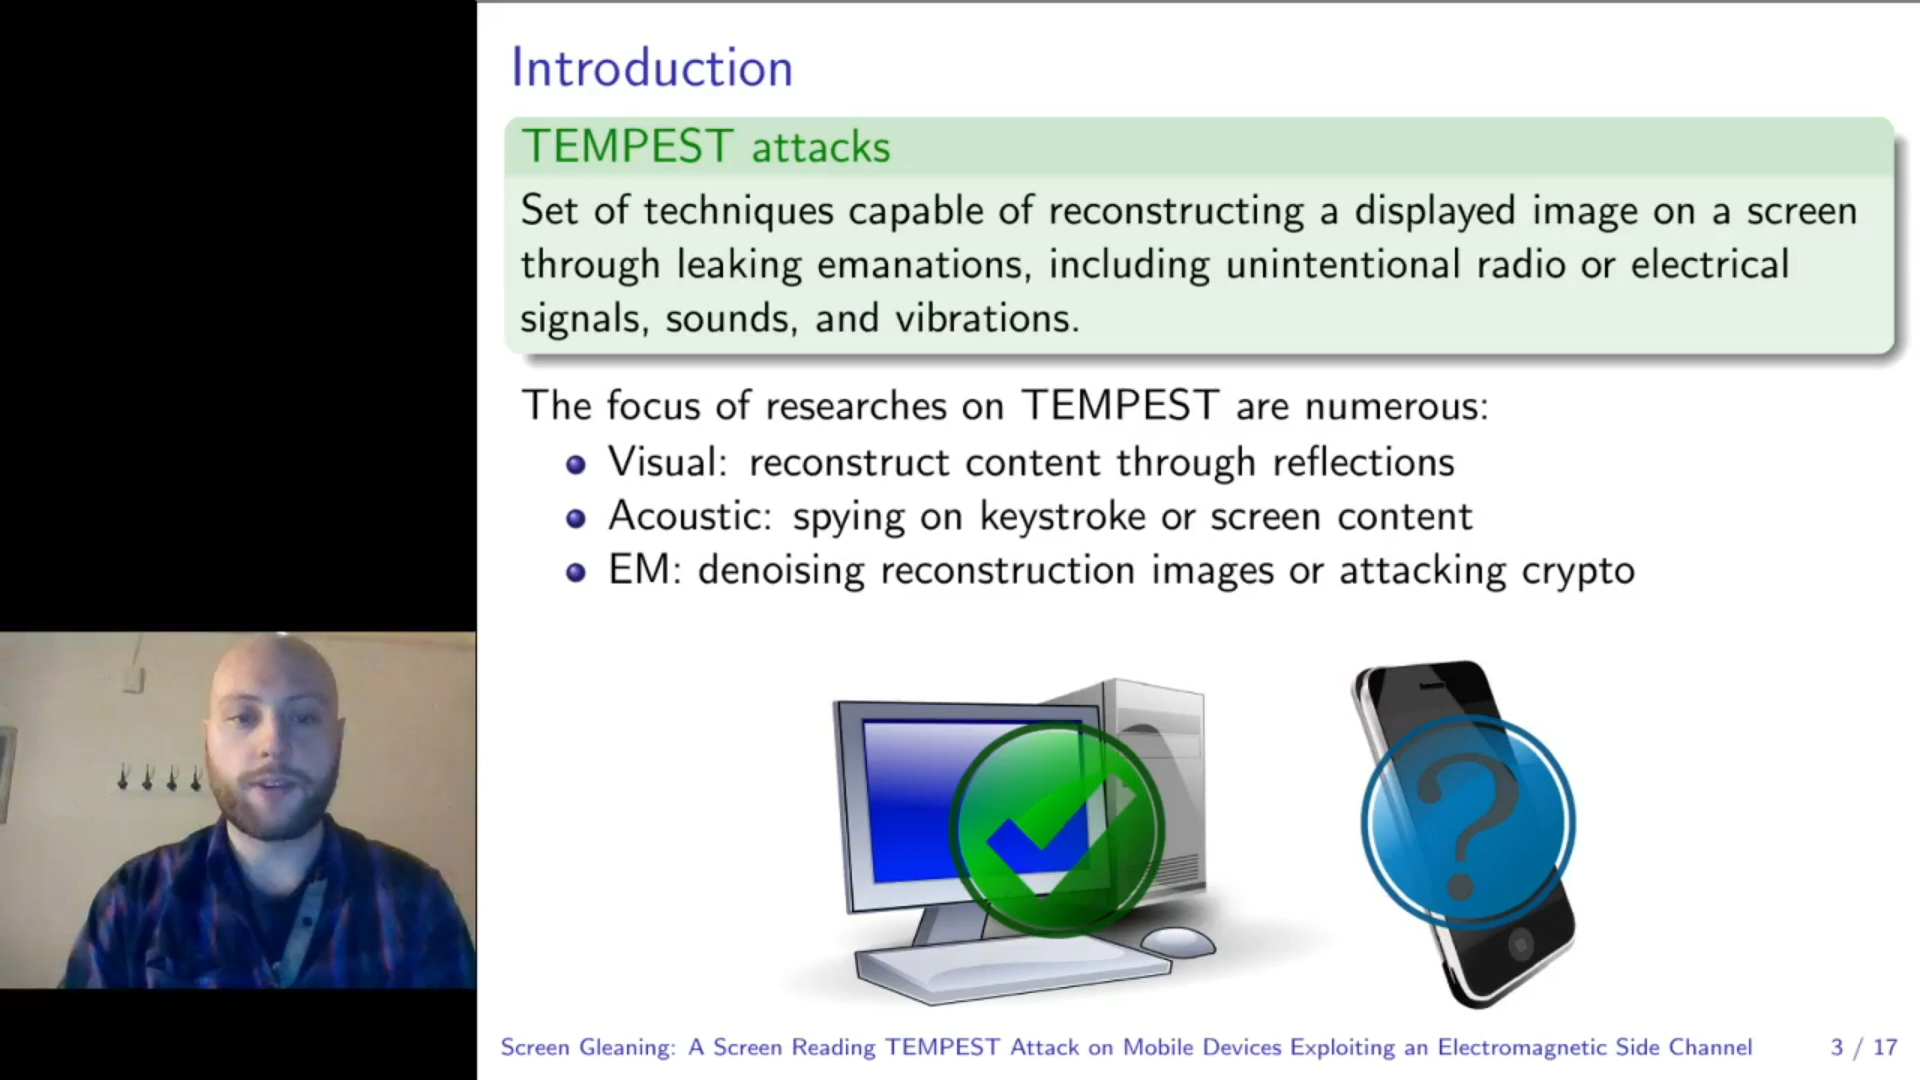 Introduction
TEMPEST attacks
Set of techniques capable of reconstructing a displayed image on a screen
through leaking emanations, including unintentional radio or electrical
signals, sounds, and vibrations.
The focus of researches on TEMPEST are numerous:
Visual: reconstruct content through reflections
Acoustic: spying on keystroke or screen content
EM: denoising reconstruction images or attacking crypto
Screen Gleaning: A Screen Reading TEMPEST Attack on Mobile Devices Exploiting an Electromagnetic Side Channel 3 / 17